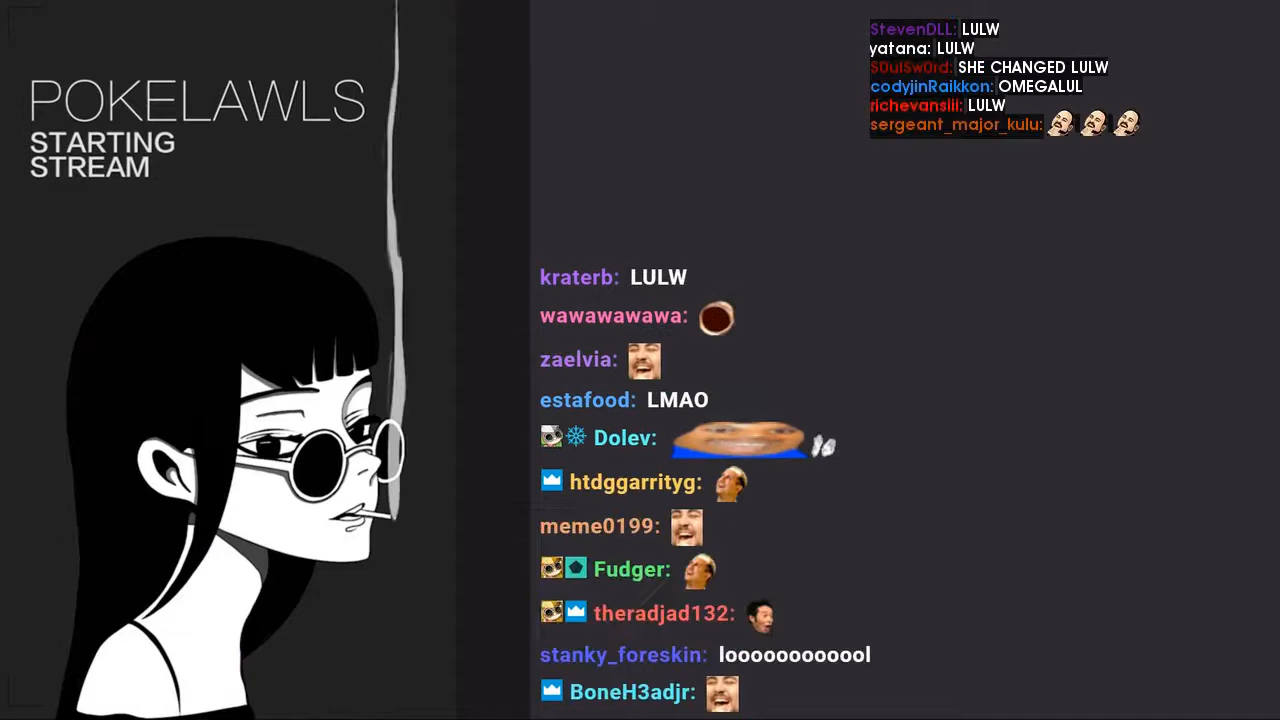 POKELAWLS
STARTING
STREAM
StevenDLL: LULW
yatana: LULW
S0ulSw0rd: SHE CHANGED LULW
codyjinRaikkon: OMEGALUL
richevansiii: LULW
sergeant_major_kulu:
kraterb: LULW
wawawawawa:
zaelvia:
estafood: LMAO
Dolev:
htdggarrityg:
meme0199:
Fudger:
theradjad132:
stanky_foreskin: loooooooooool
BoneH3adjr: